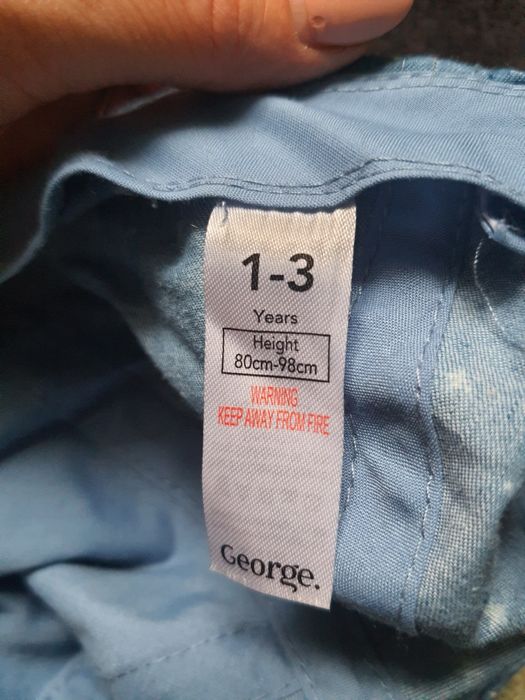 1-3
Years
Height
80cm-98cm
WARNING
KEEP AWAY FROM FIRE
George.